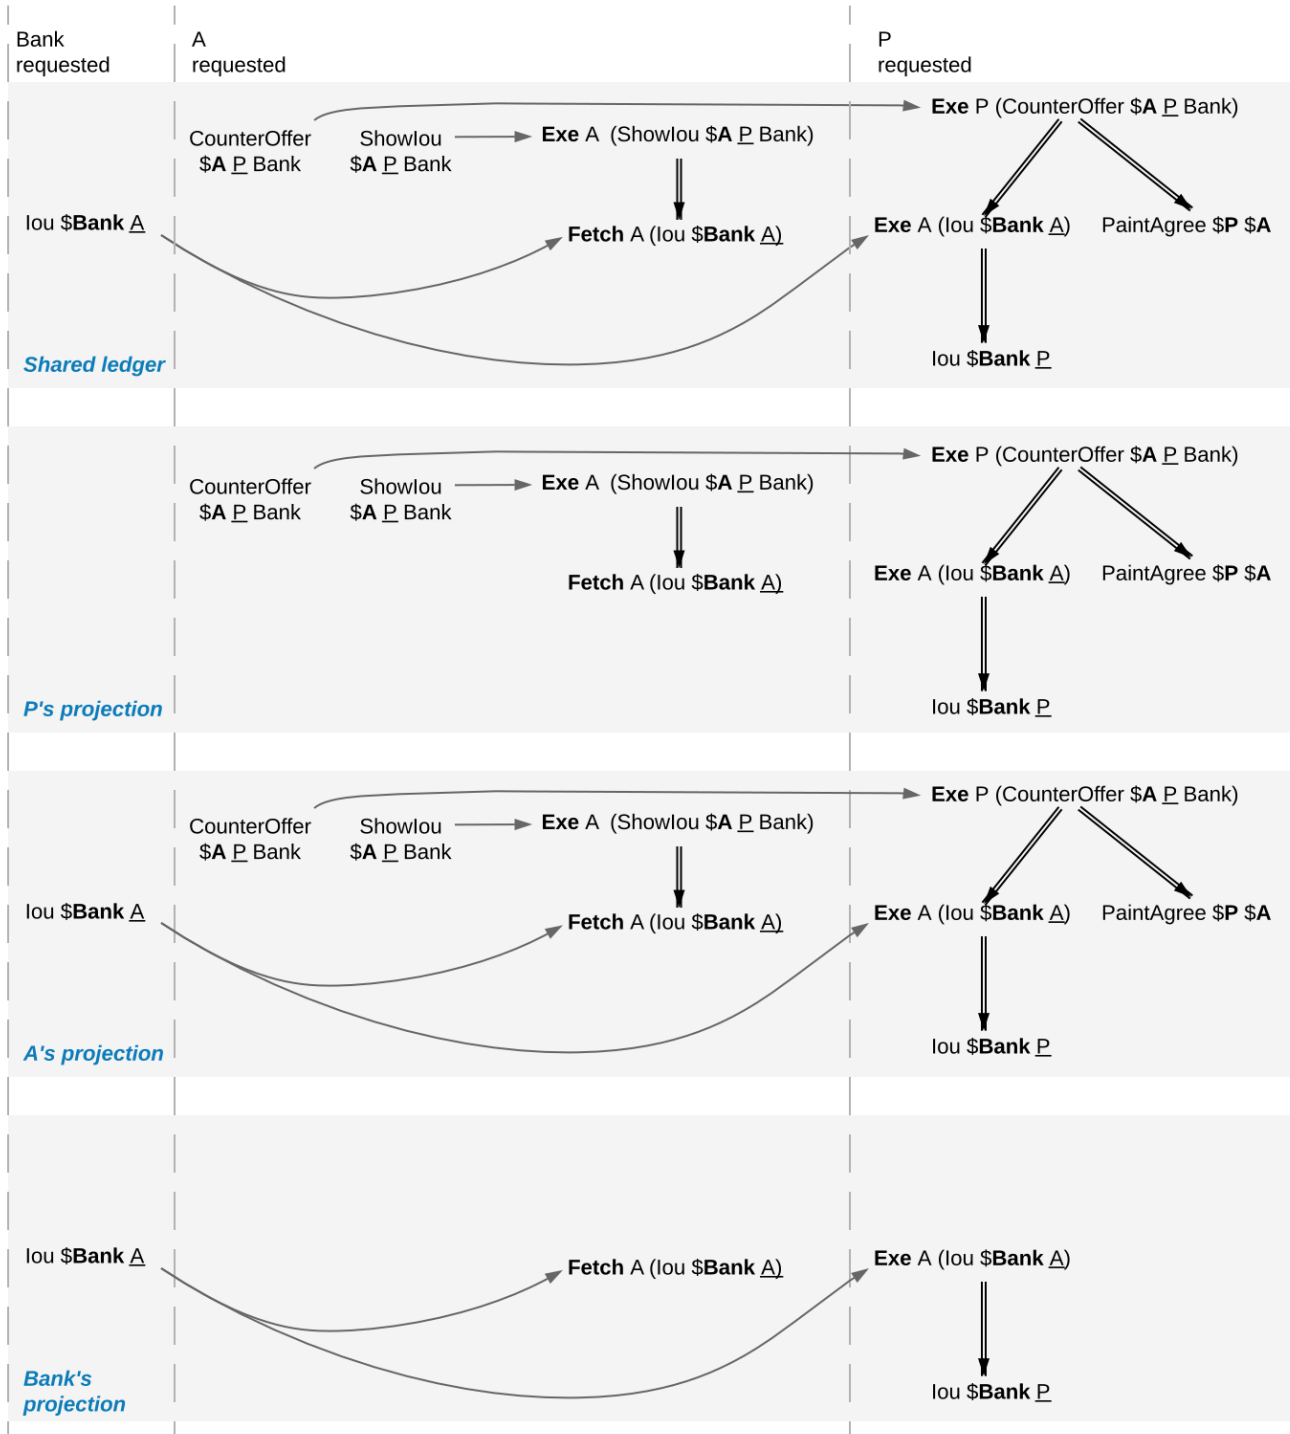 Bank
requested
A
requested
P
requested
Exe P (CounterOffer $A P Bank)
CounterOffer
$A P Bank
ShowIou
$A P Bank
Exe A (ShowIou $A P Bank)
Iou $Bank A
Fetch A (Iou $Bank A)
Exe A (Iou $Bank A)
PaintAgree $P $A
Iou $Bank P
Shared ledger
Exe P (CounterOffer $A P Bank)
CounterOffer
$A P Bank
ShowIou
$A P Bank
Exe A (ShowIou $A P Bank)
Fetch A (Iou $Bank A)
Exe A (Iou $Bank A)
PaintAgree $P $A
Iou $Bank P
P's projection
Exe P (CounterOffer $A P Bank)
CounterOffer
$A P Bank
ShowIou
$A P Bank
Exe A (ShowIou $A P Bank)
Iou $Bank A
Fetch A (Iou $Bank A)
Exe A (Iou $Bank A)
PaintAgree $P $A
Iou $Bank P
A's projection
Iou $Bank A
Fetch A (Iou $Bank A)
Exe A (Iou $Bank A)
Iou $Bank P
Bank's
projection